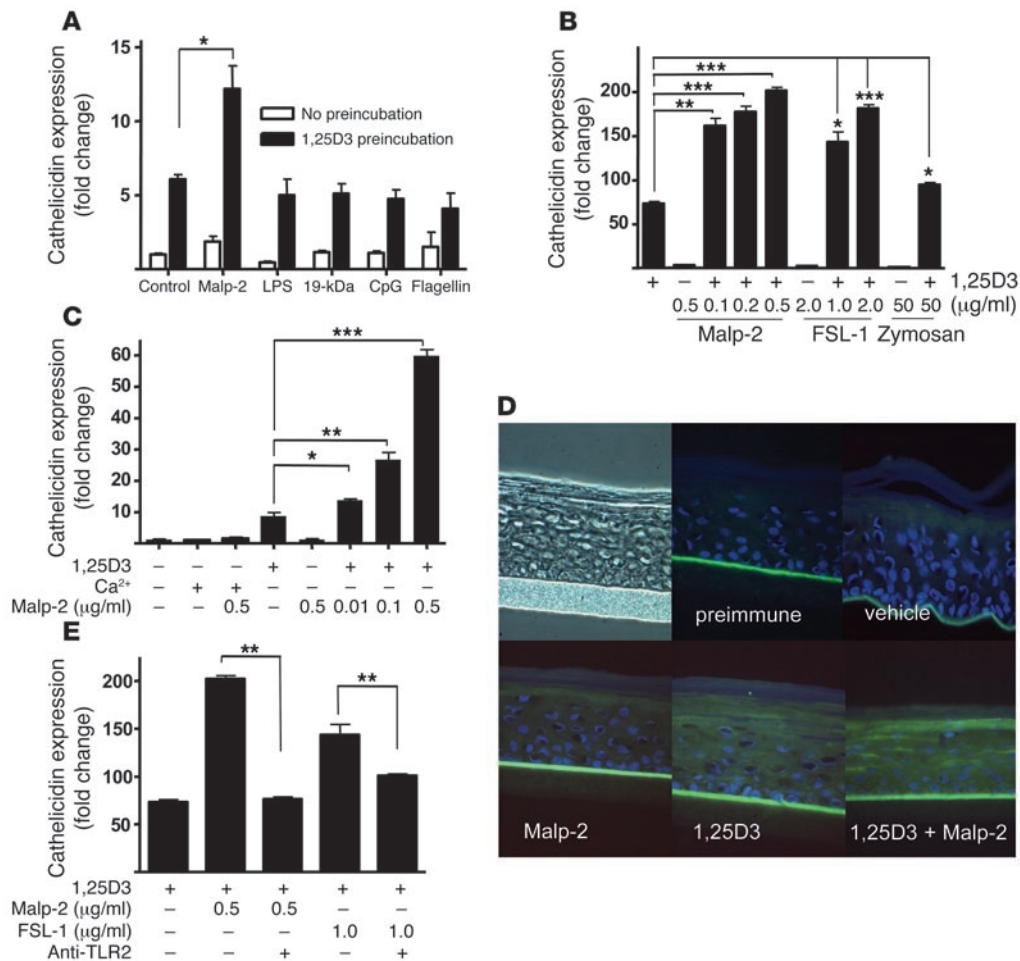 A
Cathelicidin expression
(fold change)
15
10
5
*
No preincubation
1,25D3 preincubation
Control Malp-2 LPS 19-kDa CpG Flagellin
B
Cathelicidin expression
(fold change)
200
150
100
50
***
***
**
*
***
*
+ – + + + – + + – + 1,25D3
0.5 0.1 0.2 0.5 2.0 1.0 2.0 50 50 (μg/ml)
Malp-2 FSL-1 Zymosan
C
Cathelicidin expression
(fold change)
60
50
40
30
20
10
***
**
*
1,25D3 – – – + – + + +
Ca2+ – + + – – – – –
Malp-2 (μg/ml) – – 0.5 – 0.5 0.01 0.1 0.5
D
preimmune
vehicle
Malp-2
1,25D3
1,25D3 + Malp-2
E
Cathelicidin expression
(fold change)
200
150
100
50
**
**
1,25D3 + + + + +
Malp-2 (μg/ml) – 0.5 0.5 – –
FSL-1 (μg/ml) – – – 1.0 1.0
Anti-TLR2 – – + – +